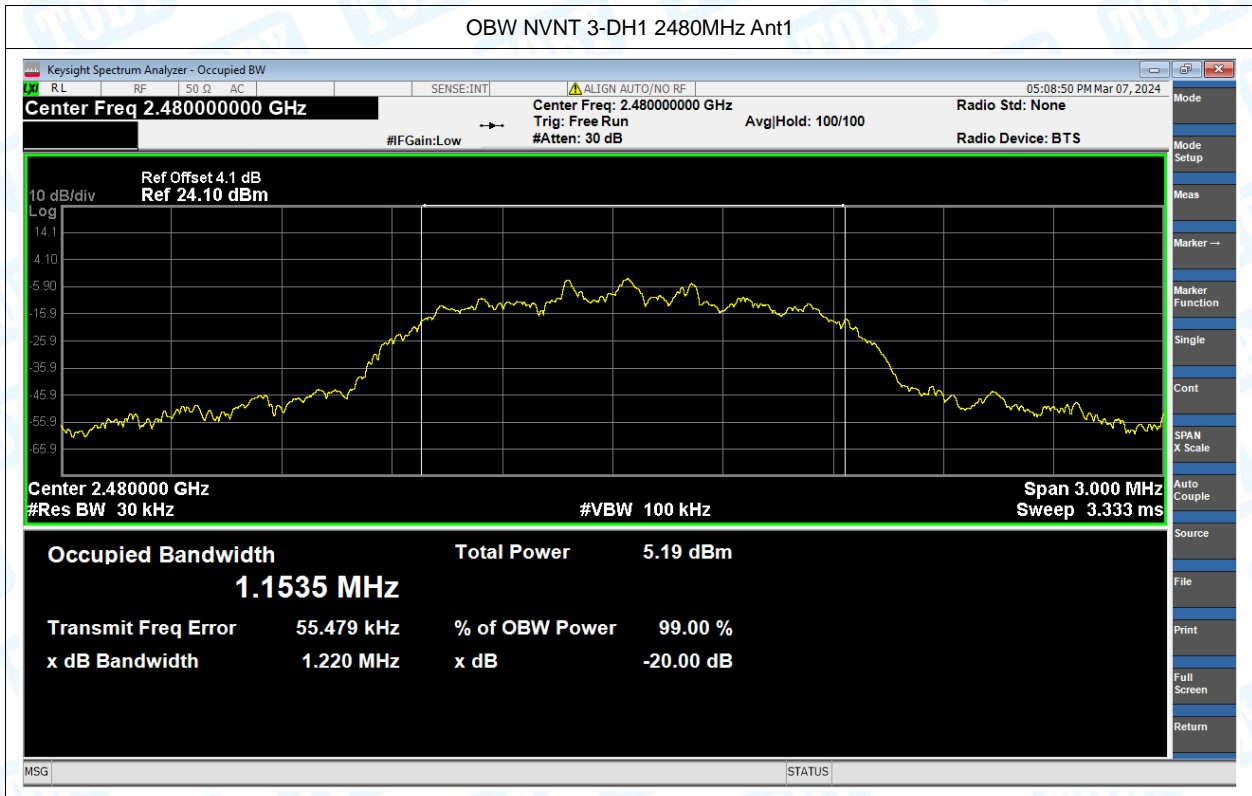 OBW NVNT 3-DH1 2480MHz Ant1
Keysight Spectrum Analyzer - Occupied BW
LXI RL RF 50 Ω AC SENSE:INT ALIGN AUTO/NO RF 05:08:50 PM Mar 07, 2024
Center Freq 2.480000000 GHz
Center Freq: 2.480000000 GHz Radio Std: None
Trig: Free Run Avg|Hold: 100/100
#IFGain:Low #Atten: 30 dB Radio Device: BTS
Ref Offset 4.1 dB
10 dB/div Ref 24.10 dBm
Log
14.1
4.10
-5.90
-15.9
-25.9
-35.9
-45.9
-55.9
-65.9
Center 2.480000 GHz Span 3.000 MHz
#Res BW 30 kHz #VBW 100 kHz Sweep 3.333 ms
Occupied Bandwidth Total Power 5.19 dBm
1.1535 MHz
Transmit Freq Error 55.479 kHz % of OBW Power 99.00 %
x dB Bandwidth 1.220 MHz x dB -20.00 dB
MSG STATUS
Mode
Mode
Setup
Meas
Marker →
Marker
Function
Single
Cont
SPAN
X Scale
Auto
Couple
Source
File
Print
Full
Screen
Return
TOBY